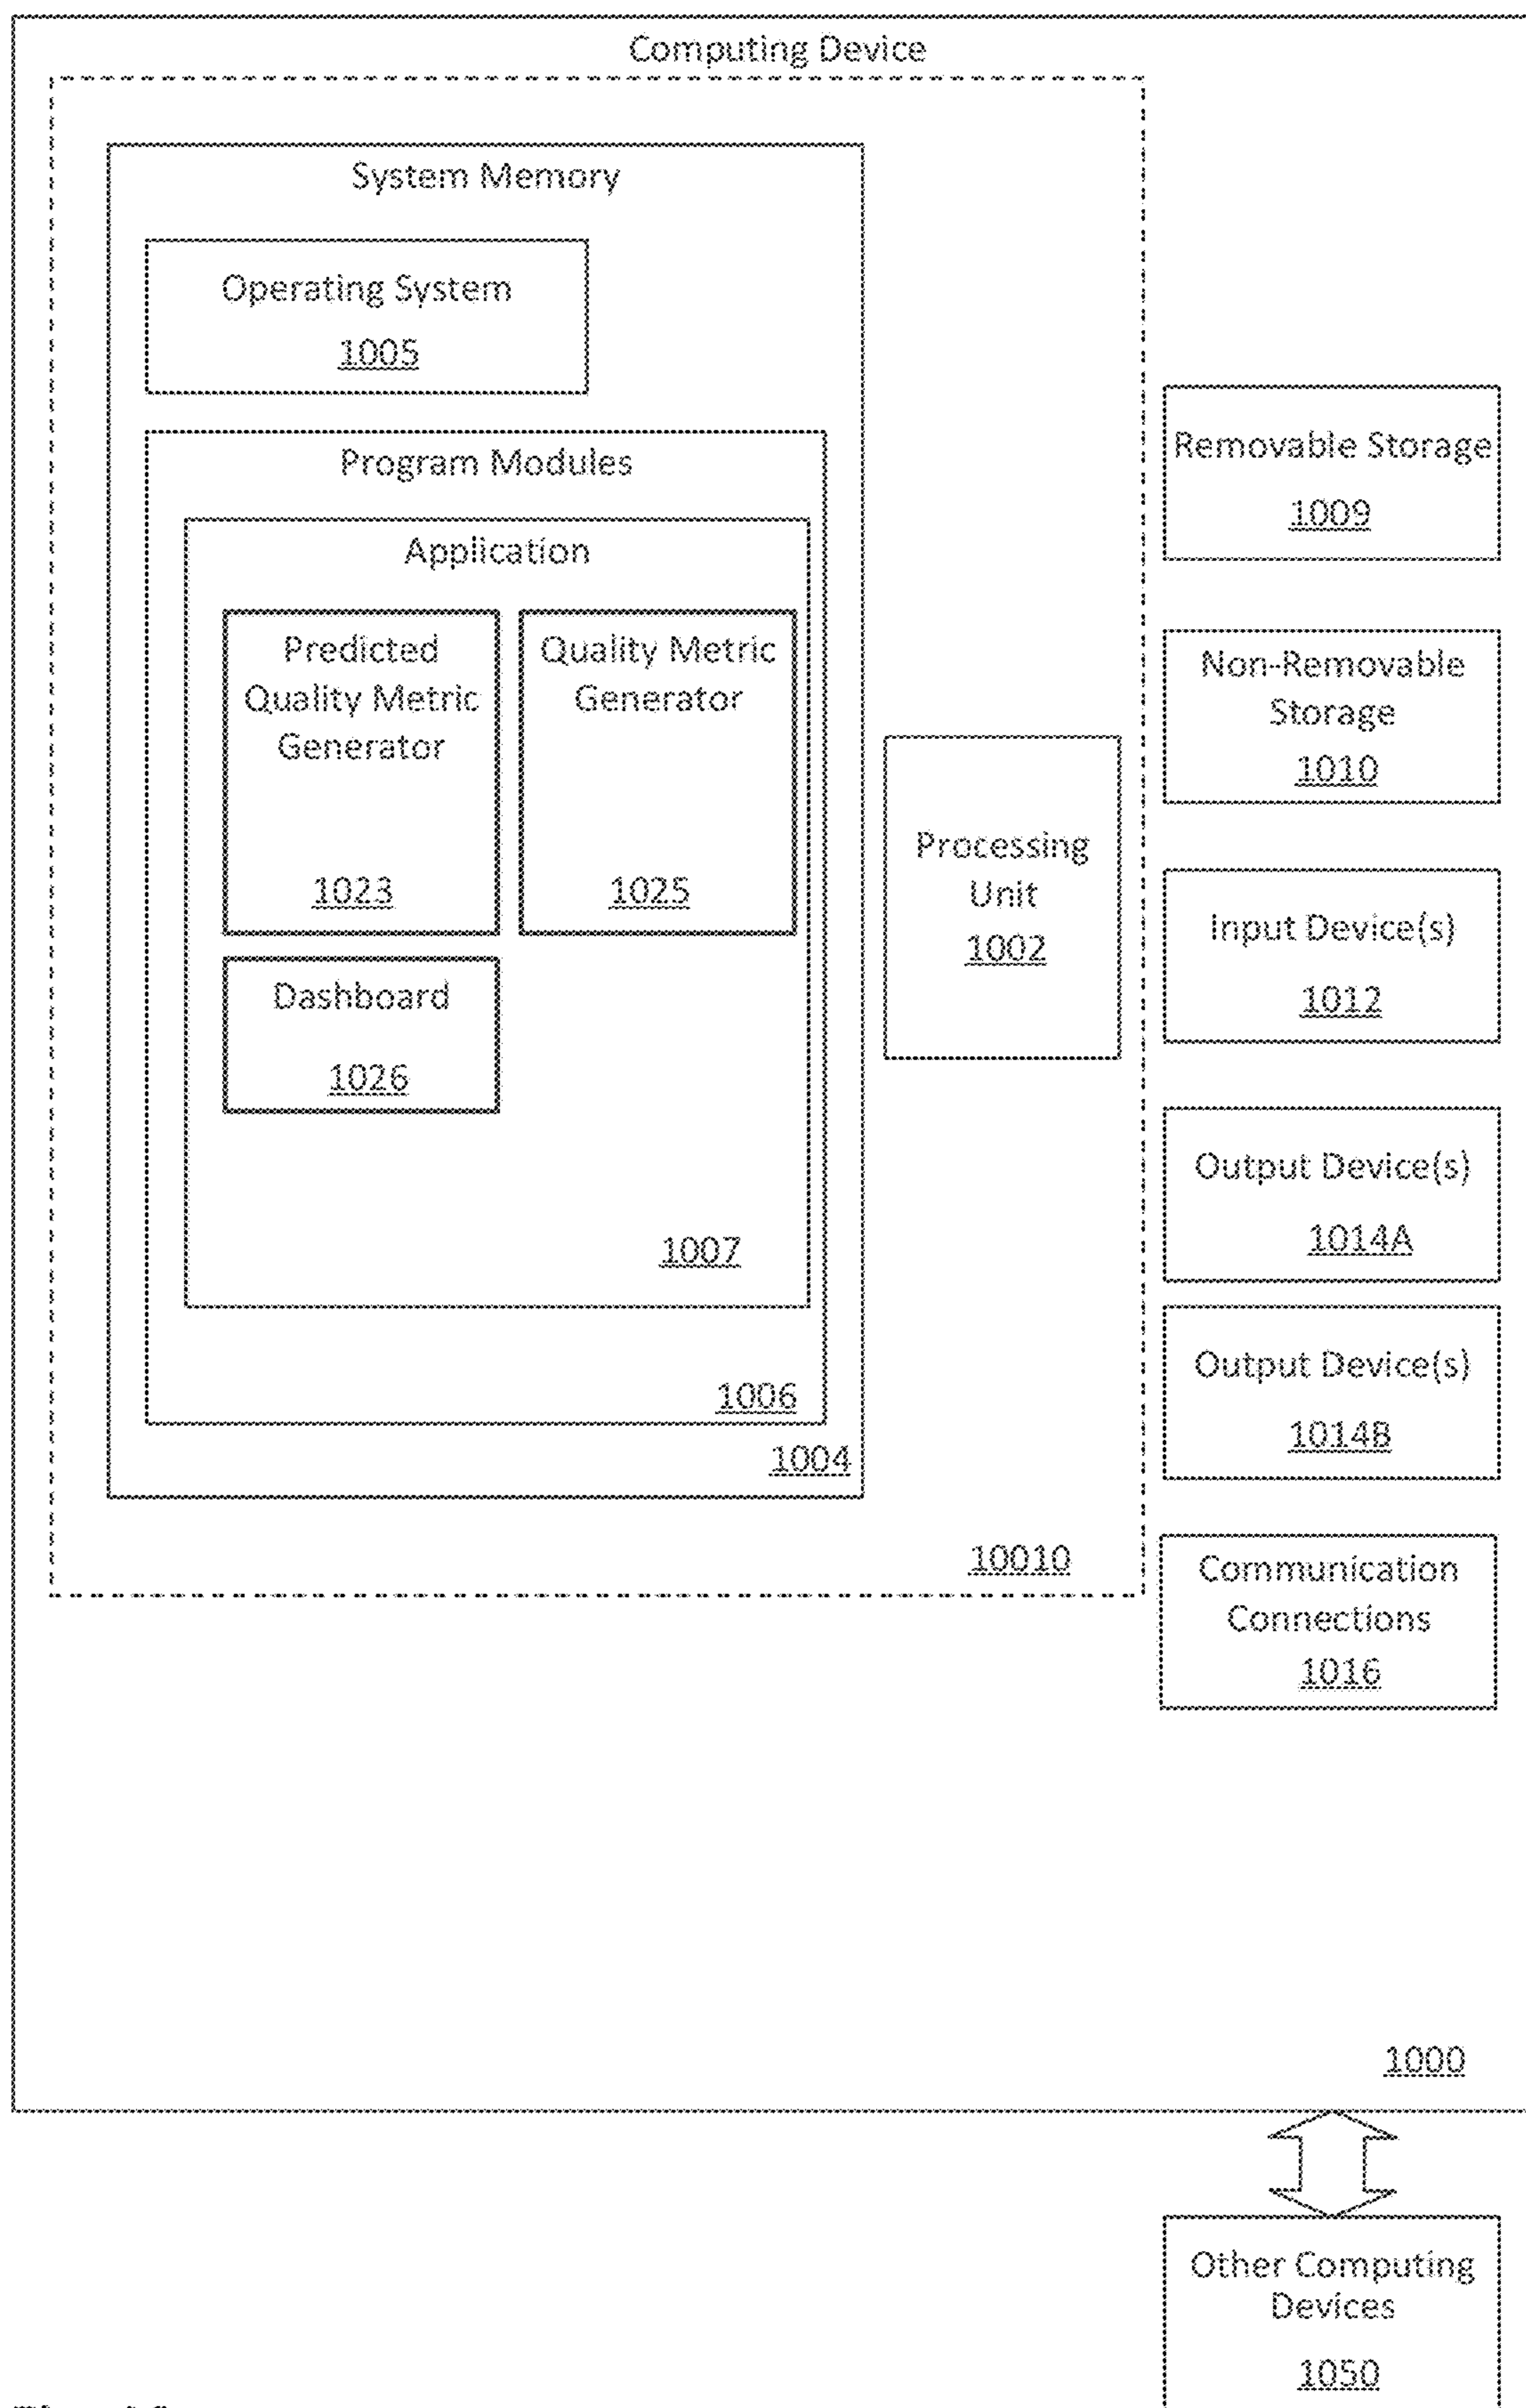 Computing Device
System Memory
Operating System
1005
Program Modules
Application
Predicted
Quality Metric
Generator
1023
Quality Metric
Generator
1025
Dashboard
1026
1007
1006
1004
Processing
Unit
1002
10010
Removable Storage
1009
Non-Removable
Storage
1010
Input Device(s)
1012
Output Device(s)
1014A
Output Device(s)
1014B
Communication
Connections
1016
1000
Other Computing
Devices
1050